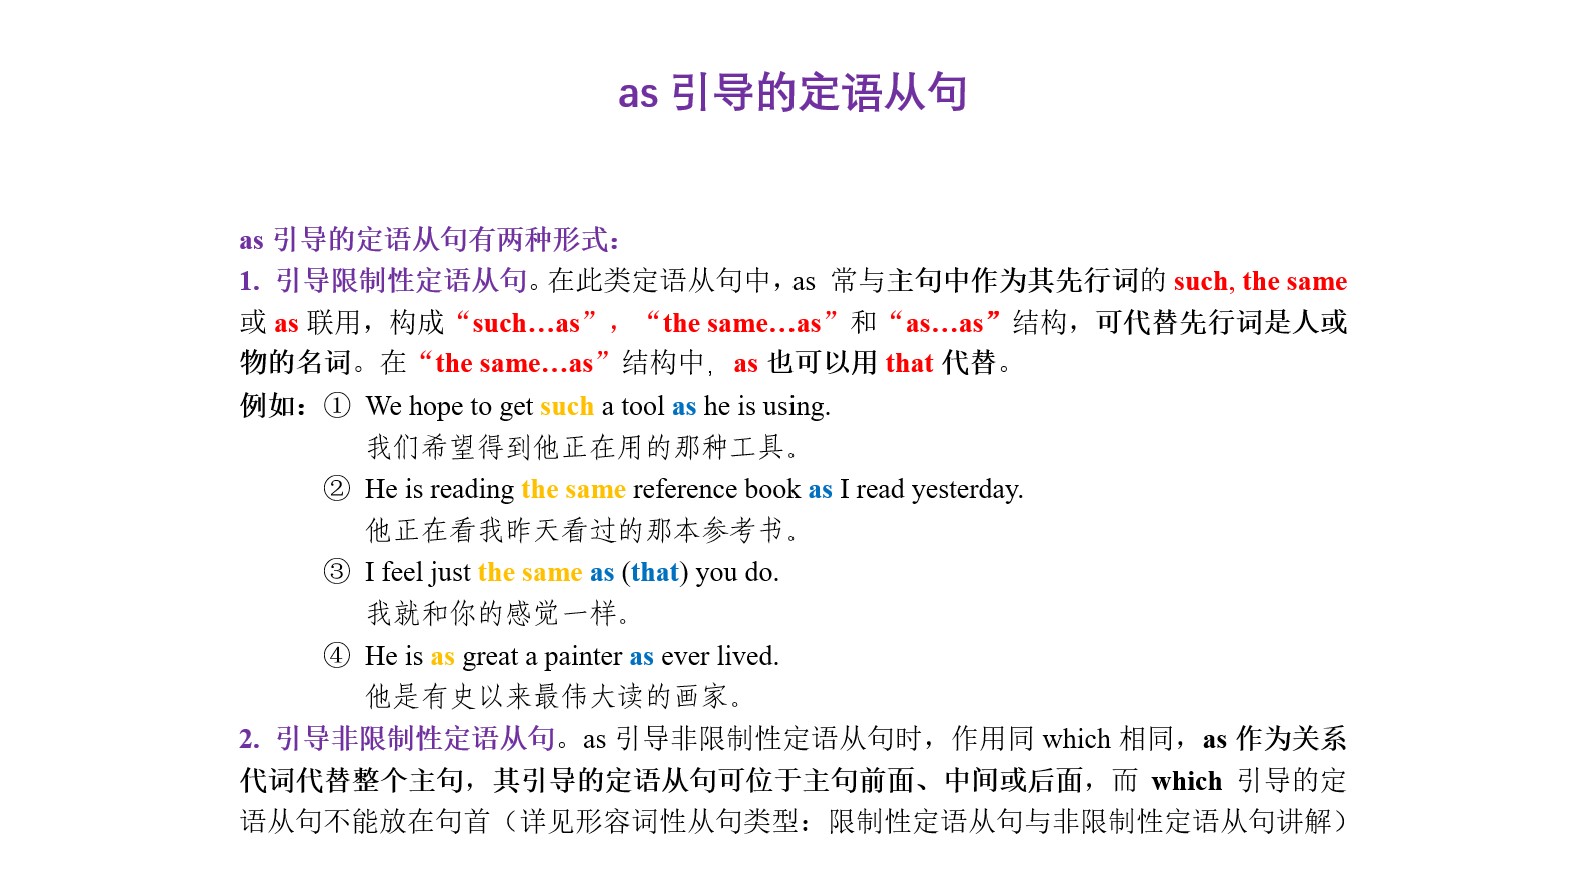 as 引导的定语从句
as 引导的定语从句有两种形式：
1. 引导限制性定语从句。在此类定语从句中，as 常与主句中作为其先行词的 such, the same
或 as 联用，构成“such…as”，“the same…as”和“as…as”结构，可代替先行词是人或
物的名词。在“the same…as”结构中，as 也可以用 that 代替。
例如：① We hope to get such a tool as he is using.
我们希望得到他正在用的那种工具。
② He is reading the same reference book as I read yesterday.
他正在看我昨天看过的那本参考书。
③ I feel just the same as (that) you do.
我就和你的感觉一样。
④ He is as great a painter as ever lived.
他是有史以来最伟大读的画家。
2. 引导非限制性定语从句。as 引导非限制性定语从句时，作用同 which 相同，as 作为关系
代词代替整个主句，其引导的定语从句可位于主句前面、中间或后面，而 which 引导的定
语从句不能放在句首（详见形容词性从句类型：限制性定语从句与非限制性定语从句讲解）